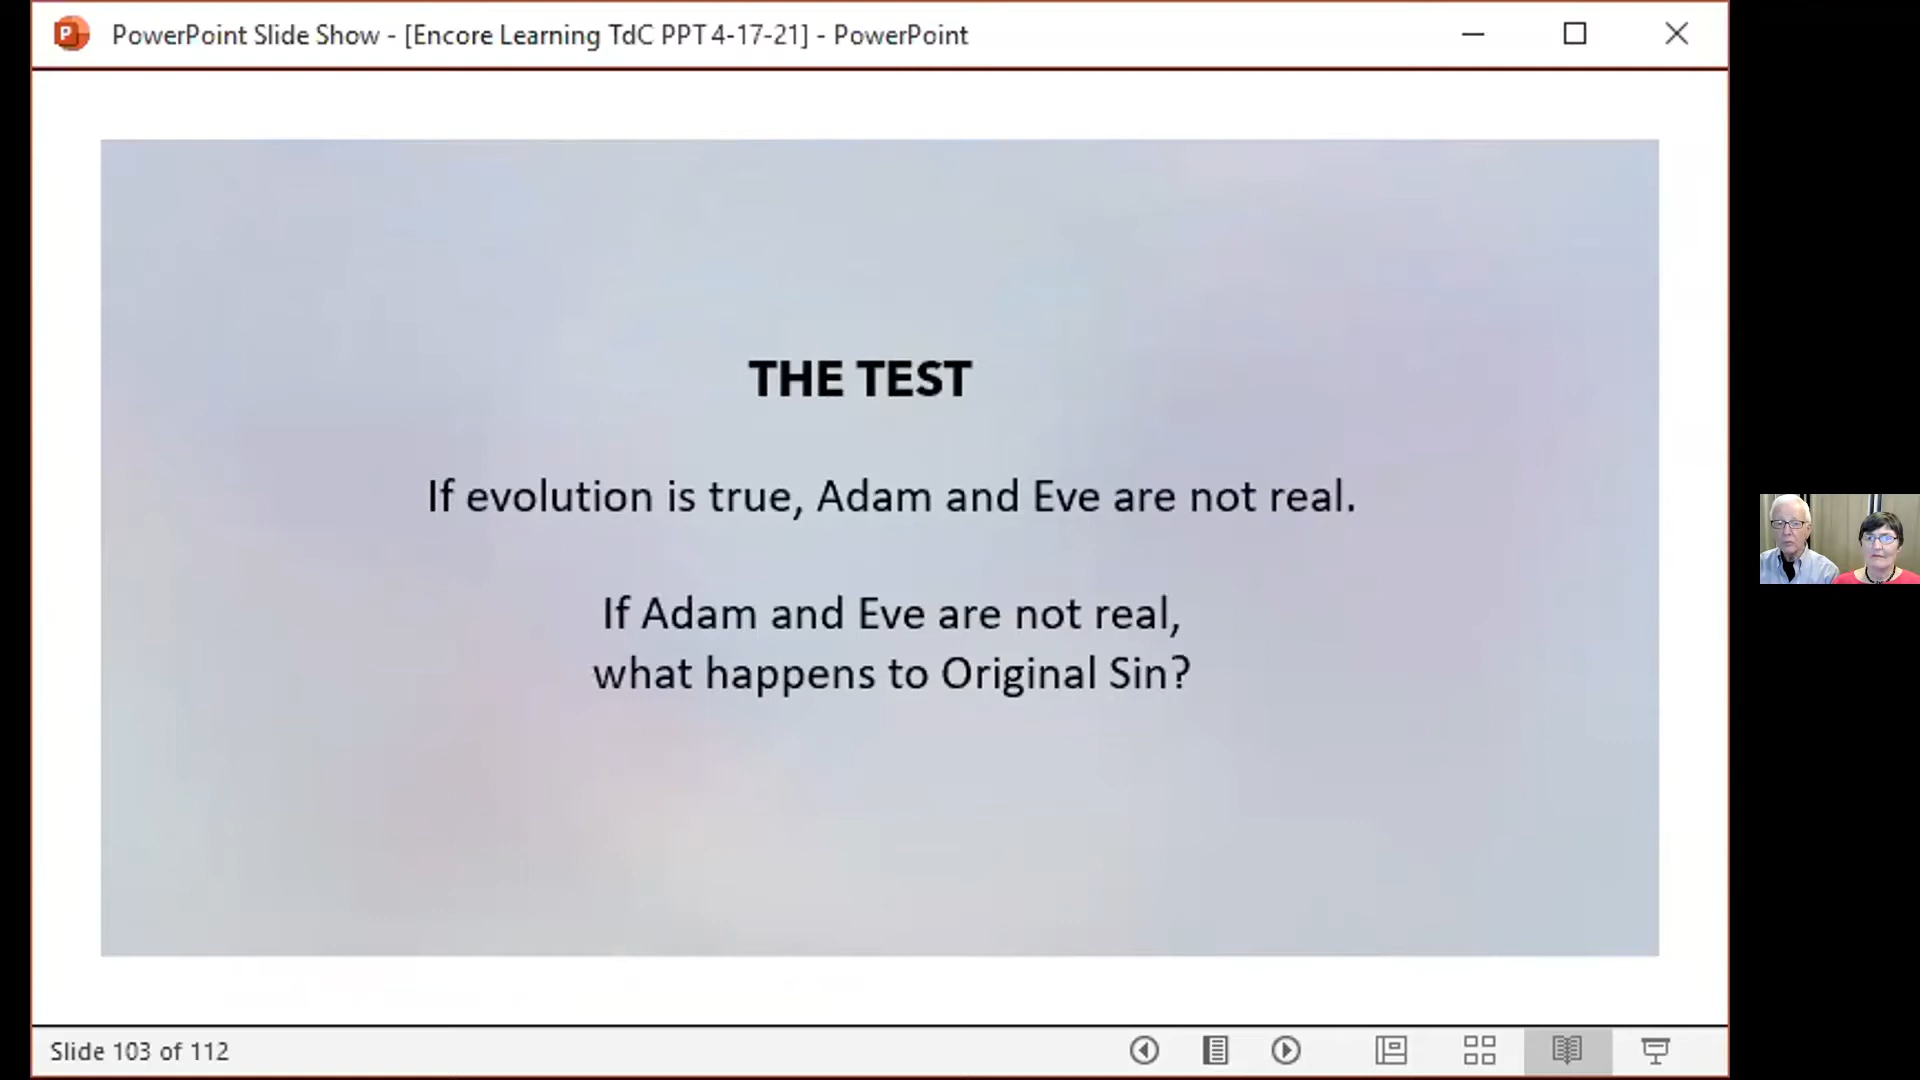 PowerPoint Slide Show - [Encore Learning TdC PPT 4-17-21] - PowerPoint
THE TEST
If evolution is true, Adam and Eve are not real.
If Adam and Eve are not real,
what happens to Original Sin?
Slide 103 of 112